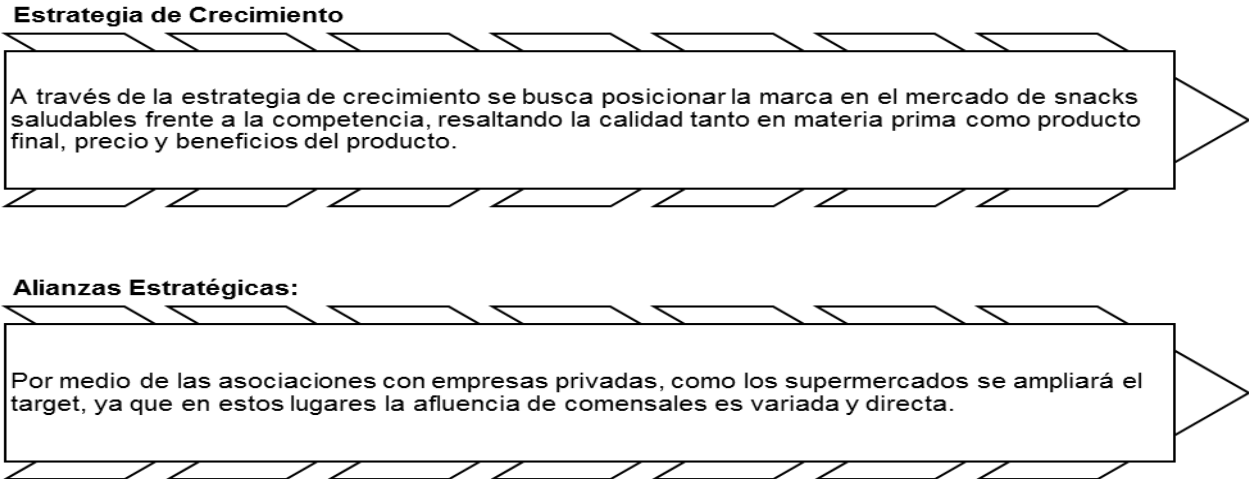 Estrategia de Crecimiento
A través de la estrategia de crecimiento se busca posicionar la marca en el mercado de snacks
saludables frente a la competencia, resaltando la calidad tanto en materia prima como producto
final, precio y beneficios del producto.
Alianzas Estratégicas:
Por medio de las asociaciones con empresas privadas, como los supermercados se ampliará el
target, ya que en estos lugares la afluencia de comensales es variada y directa.